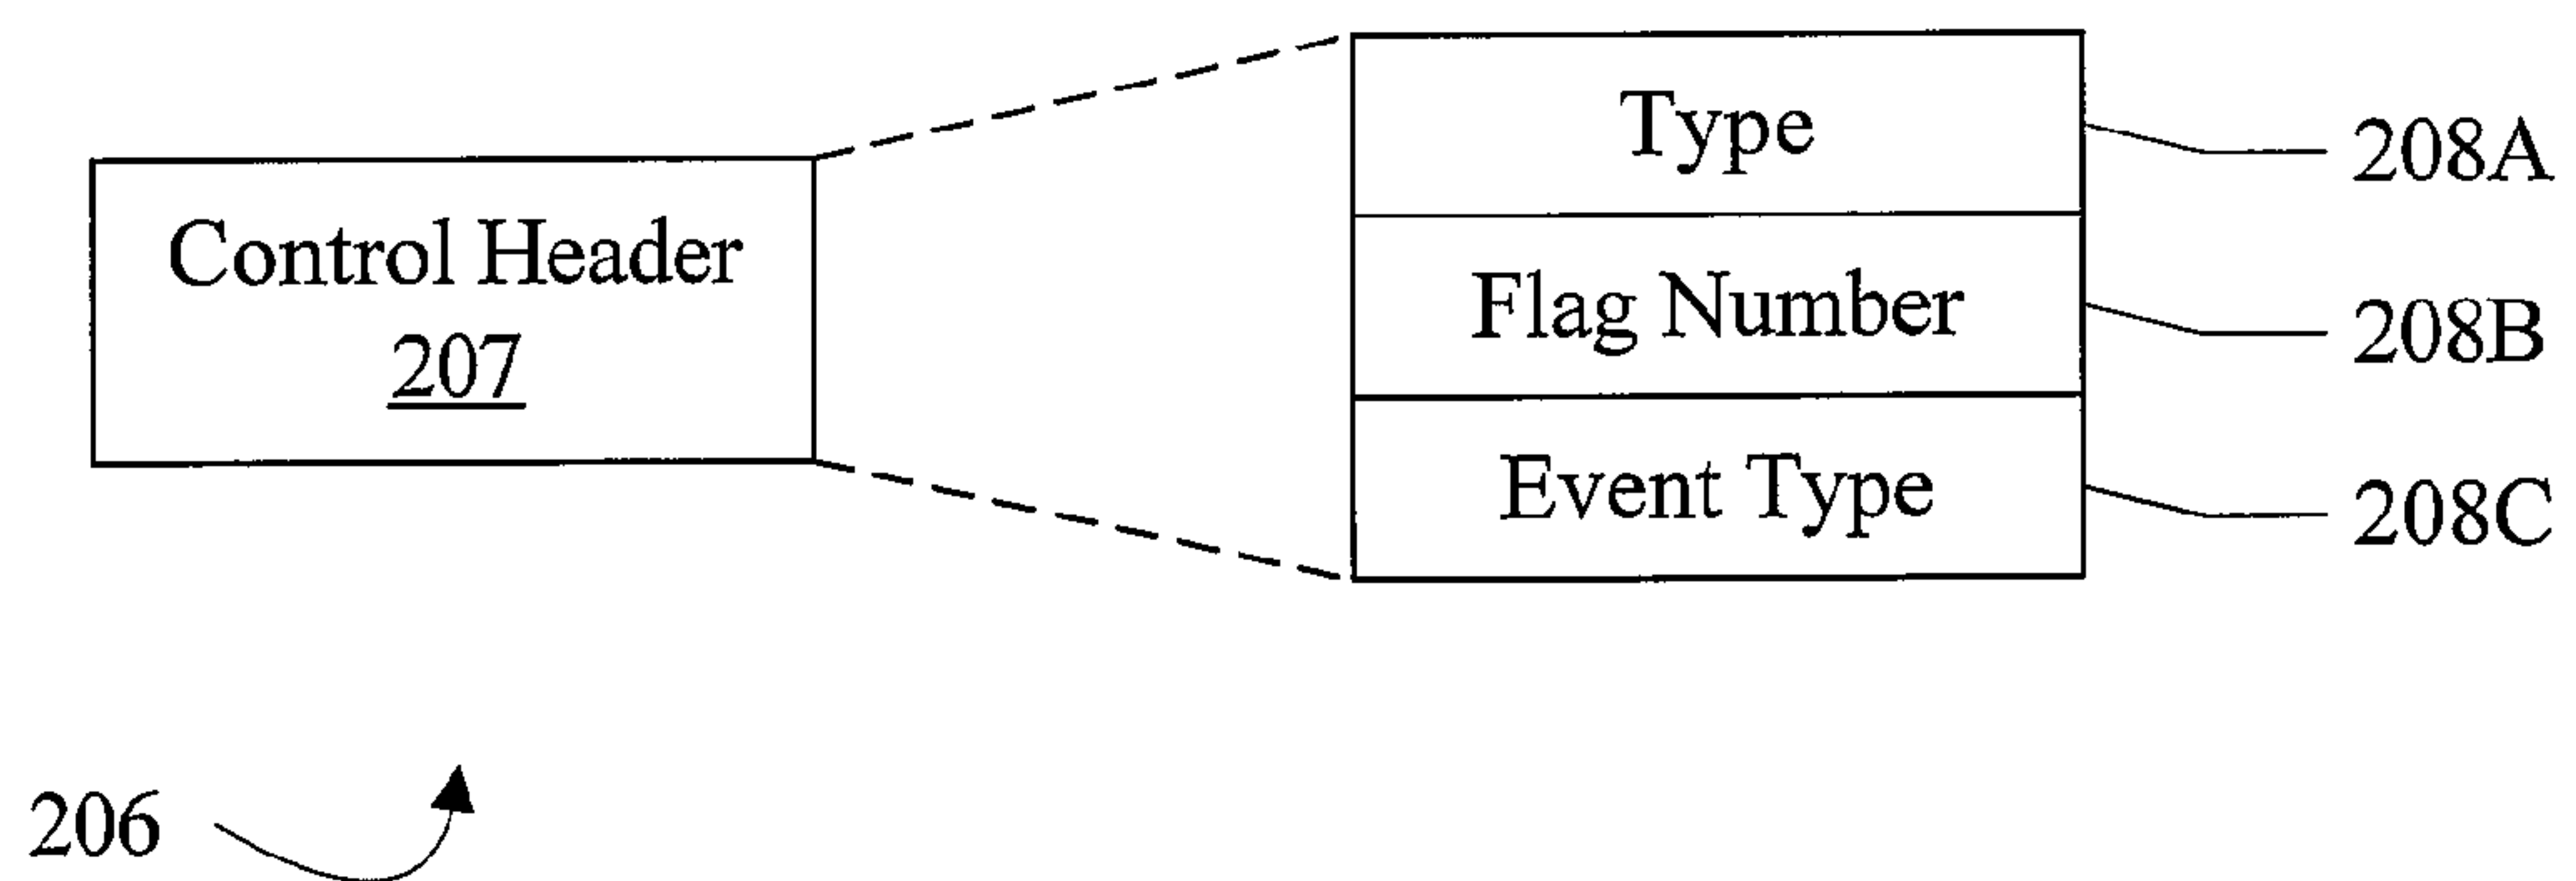 Control Header
207
Type
208A
Flag Number
208B
Event Type
208C
206